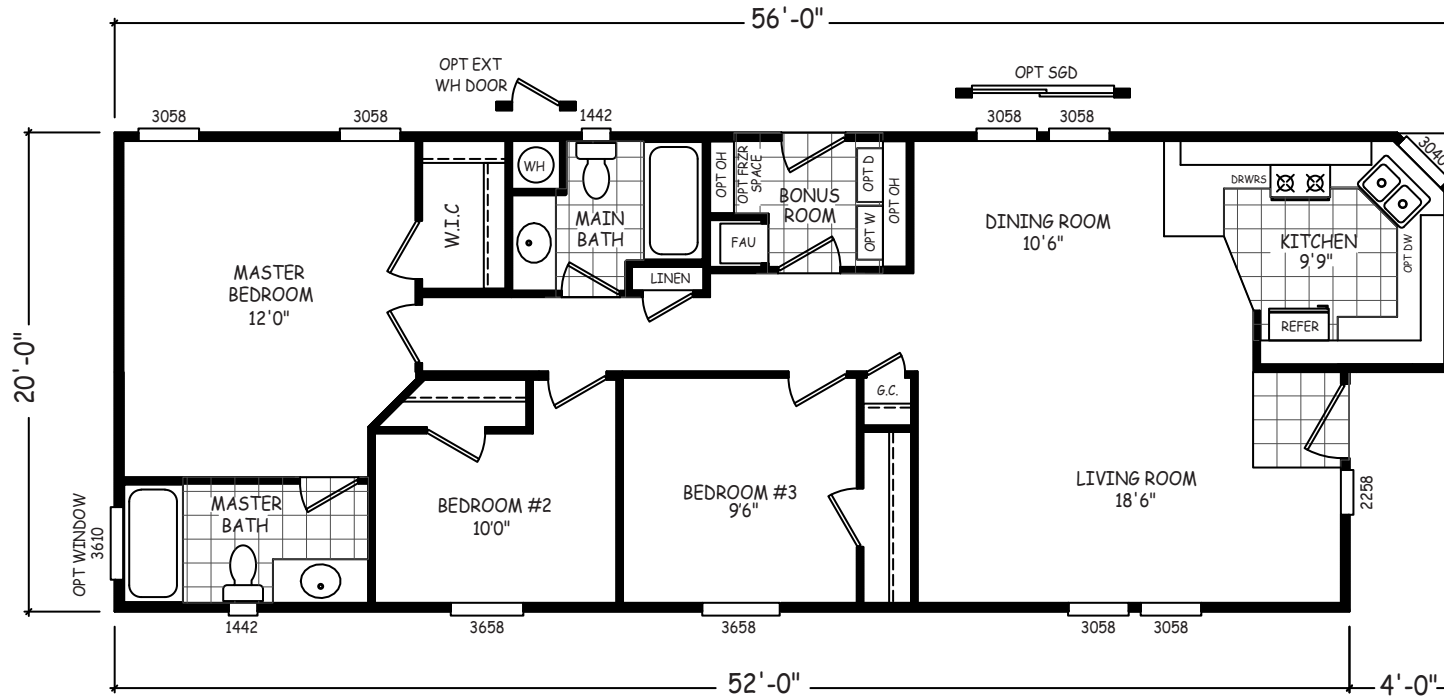 56'-0"
OPT EXT
WH DOOR
OPT SGD
3058
3058
1442
3058
3058
3040
WH
OPT OH
OPT FRZR
SPACE
OPT D
OPT OH
DRWRS
W.I.C
MAIN
BATH
BONUS
ROOM
DINING ROOM
10'6"
OPT W
FAU
KITCHEN
9'9"
OPT DW
MASTER
BEDROOM
12'0"
LINEN
REFER
20'-0"
G.C.
MASTER
BATH
BEDROOM #2
10'0"
BEDROOM #3
9'6"
LIVING ROOM
18'6"
2258
OPT WINDOW
3610
1442
3658
3658
3058
3058
52'-0"
4'-0"